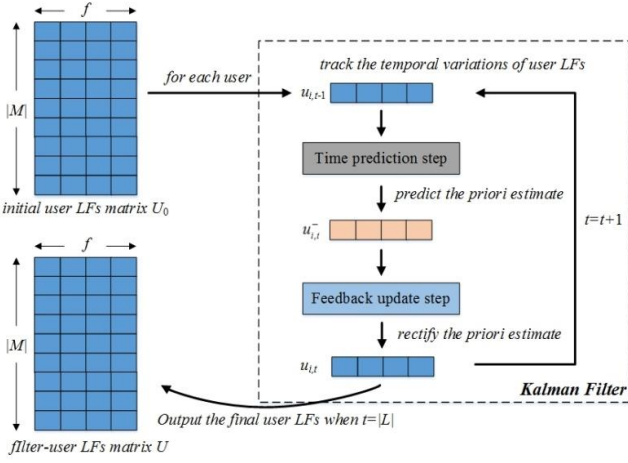 f
|M|
initial user LFs matrix U₀
for each user
track the temporal variations of user LFs
uᵢ,ₜ₋₁
Time prediction step
predict the priori estimate
u⁻ᵢ,ₜ
Feedback update step
rectify the priori estimate
uᵢ,ₜ
t=t+1
Kalman Filter
f
|M|
Output the final user LFs when t=|L|
fIlter-user LFs matrix U